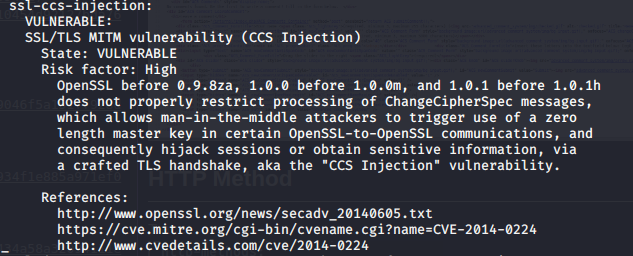 ssl-ccs-injection:
VULNERABLE:
SSL/TLS MITM vulnerability (CCS Injection)
State: VULNERABLE
Risk factor: High
OpenSSL before 0.9.8za, 1.0.0 before 1.0.0m, and 1.0.1 before 1.0.1h
does not properly restrict processing of ChangeCipherSpec messages,
which allows man-in-the-middle attackers to trigger use of a zero
length master key in certain OpenSSL-to-OpenSSL communications, and
consequently hijack sessions or obtain sensitive information, via
a crafted TLS handshake, aka the "CCS Injection" vulnerability.
HTTP Method
References:
http://www.openssl.org/news/secadv_20140605.txt
https://cve.mitre.org/cgi-bin/cvename.cgi?name=CVE-2014-0224
http://www.cvedetails.com/cve/2014-0224